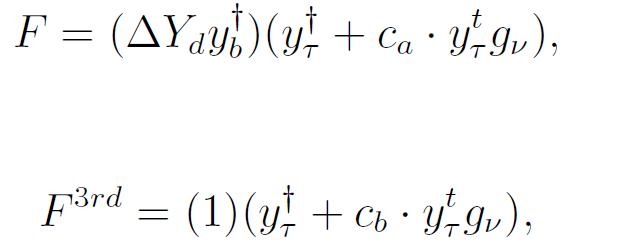 F = (ΔY_d y_b^†)(y_τ^† + c_a · y_τ^t g_ν),
F^{3rd} = (1)(y_τ^† + c_b · y_τ^t g_ν),